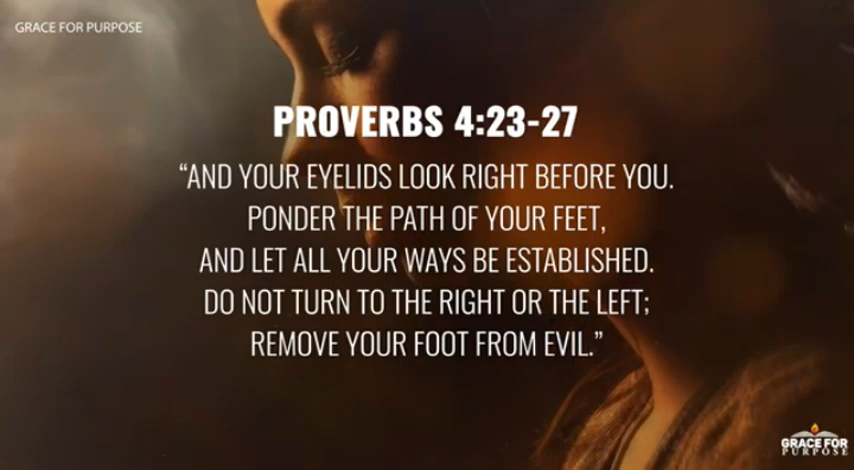 GRACE FOR PURPOSE
PROVERBS 4:23-27
“AND YOUR EYELIDS LOOK RIGHT BEFORE YOU.
PONDER THE PATH OF YOUR FEET,
AND LET ALL YOUR WAYS BE ESTABLISHED.
DO NOT TURN TO THE RIGHT OR THE LEFT;
REMOVE YOUR FOOT FROM EVIL.”
GRACE FOR
PURPOSE